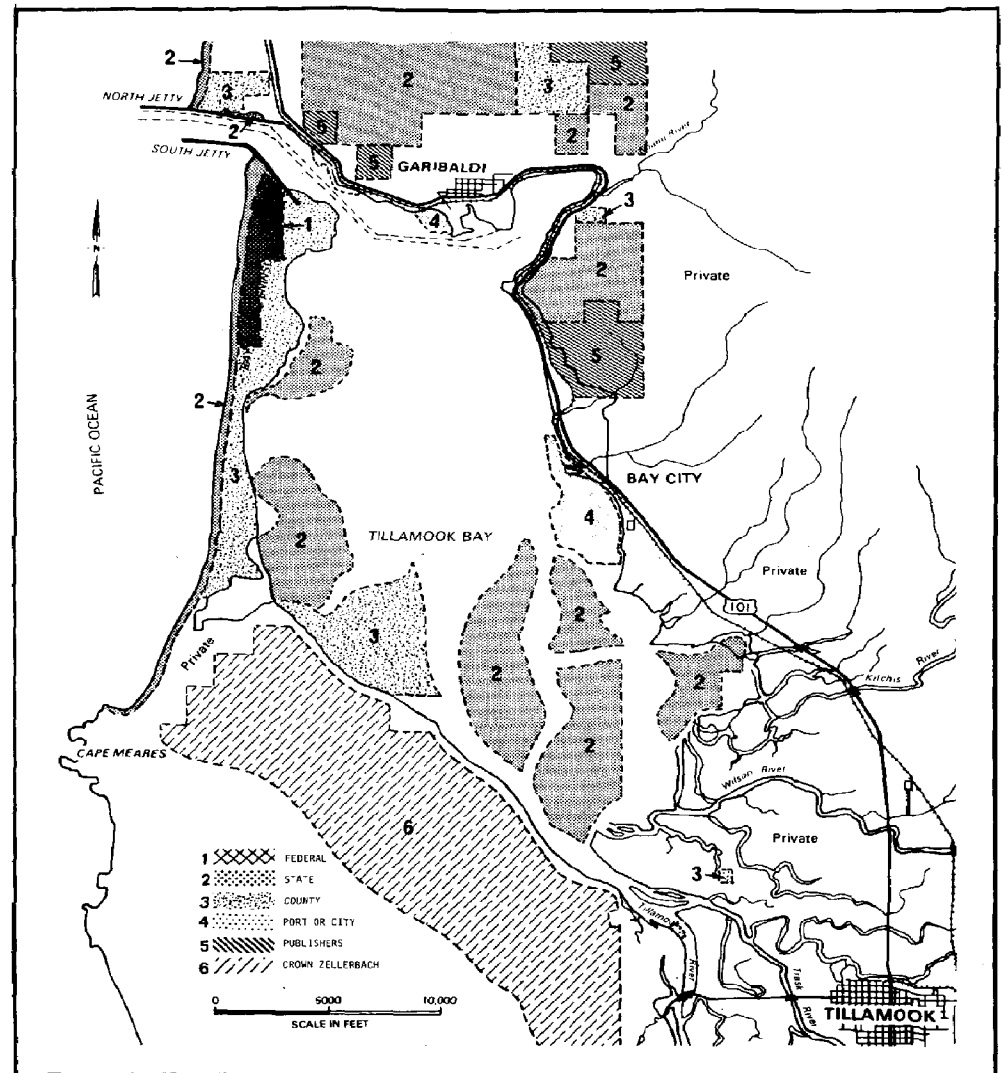 2
2
5
3
NORTH JETTY
3
2
2
2
5
SOUTH JETTY
5
GARIBALDI
River
3
4
1
N
2
Private
5
2
2
PACIFIC OCEAN
3
BAY CITY
4
2
TILLAMOOK BAY
Private
101
2
3
River
Private
2
2
Kilchis
2
CAPE MEARES
Wilson River
6
Private
1 FEDERAL
2 STATE
3
3 COUNTY
4 PORT OR CITY
5 PUBLISHERS
6 CROWN ZELLERBACH
River
Trask
River
0 5000 10,000
SCALE IN FEET
TILLAMOOK